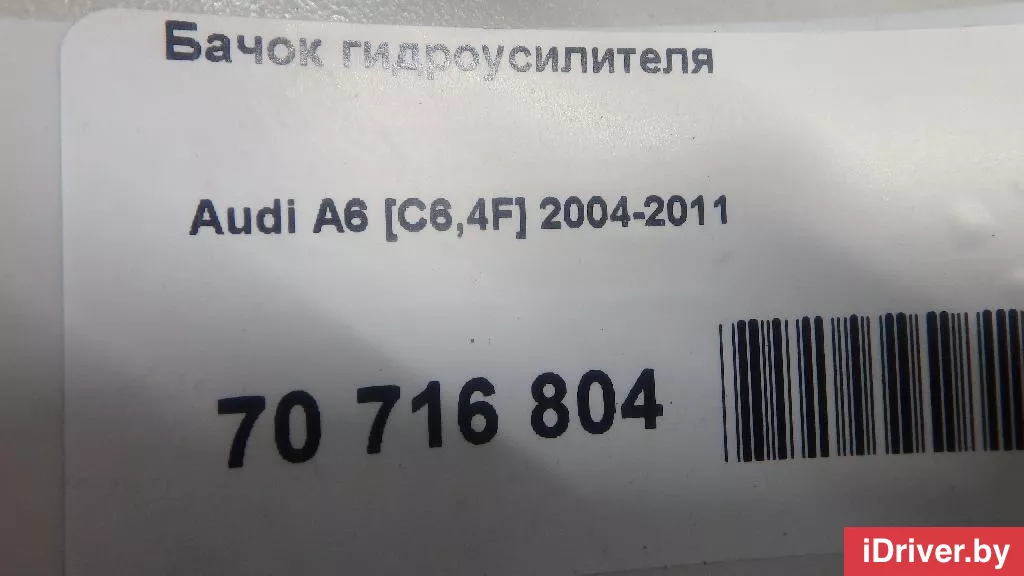 Бачок гидроусилителя
Audi A6 [C6,4F] 2004-2011
70 716 804
iDriver.by